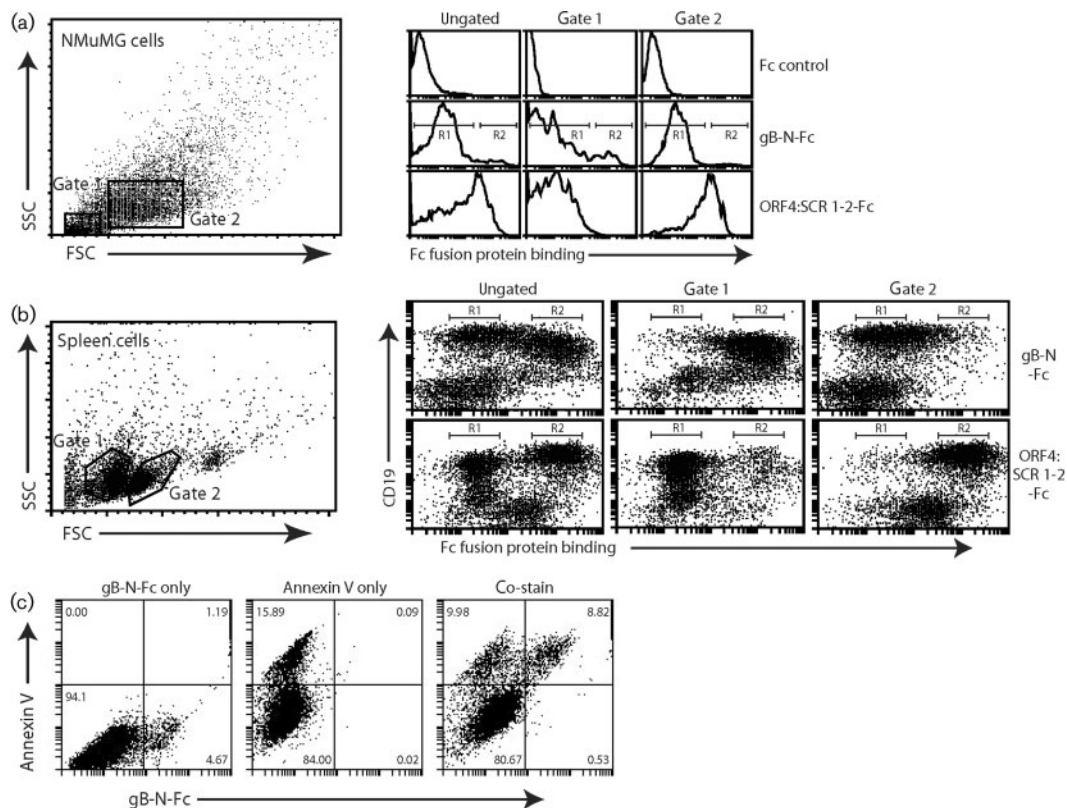 (a)
NMuMG cells
Gate 1
Gate 2
SSC
FSC
Ungated
Gate 1
Gate 2
Fc control
R1
R2
R1
R2
R1
R2
gB-N-Fc
ORF4:SCR 1-2-Fc
Fc fusion protein binding
(b)
Spleen cells
Gate 1
Gate 2
SSC
FSC
Ungated
Gate 1
Gate 2
R1
R2
R1
R2
R1
R2
gB-N
-Fc
R1
R2
R1
R2
R1
R2
ORF4:
SCR 1-2
-Fc
CD19
Fc fusion protein binding
(c)
gB-N-Fc only
Annexin V only
Co-stain
0.00
1.19
15.89
0.09
9.98
8.82
94.1
4.67
84.00
0.02
80.67
0.53
Annexin V
gB-N-Fc